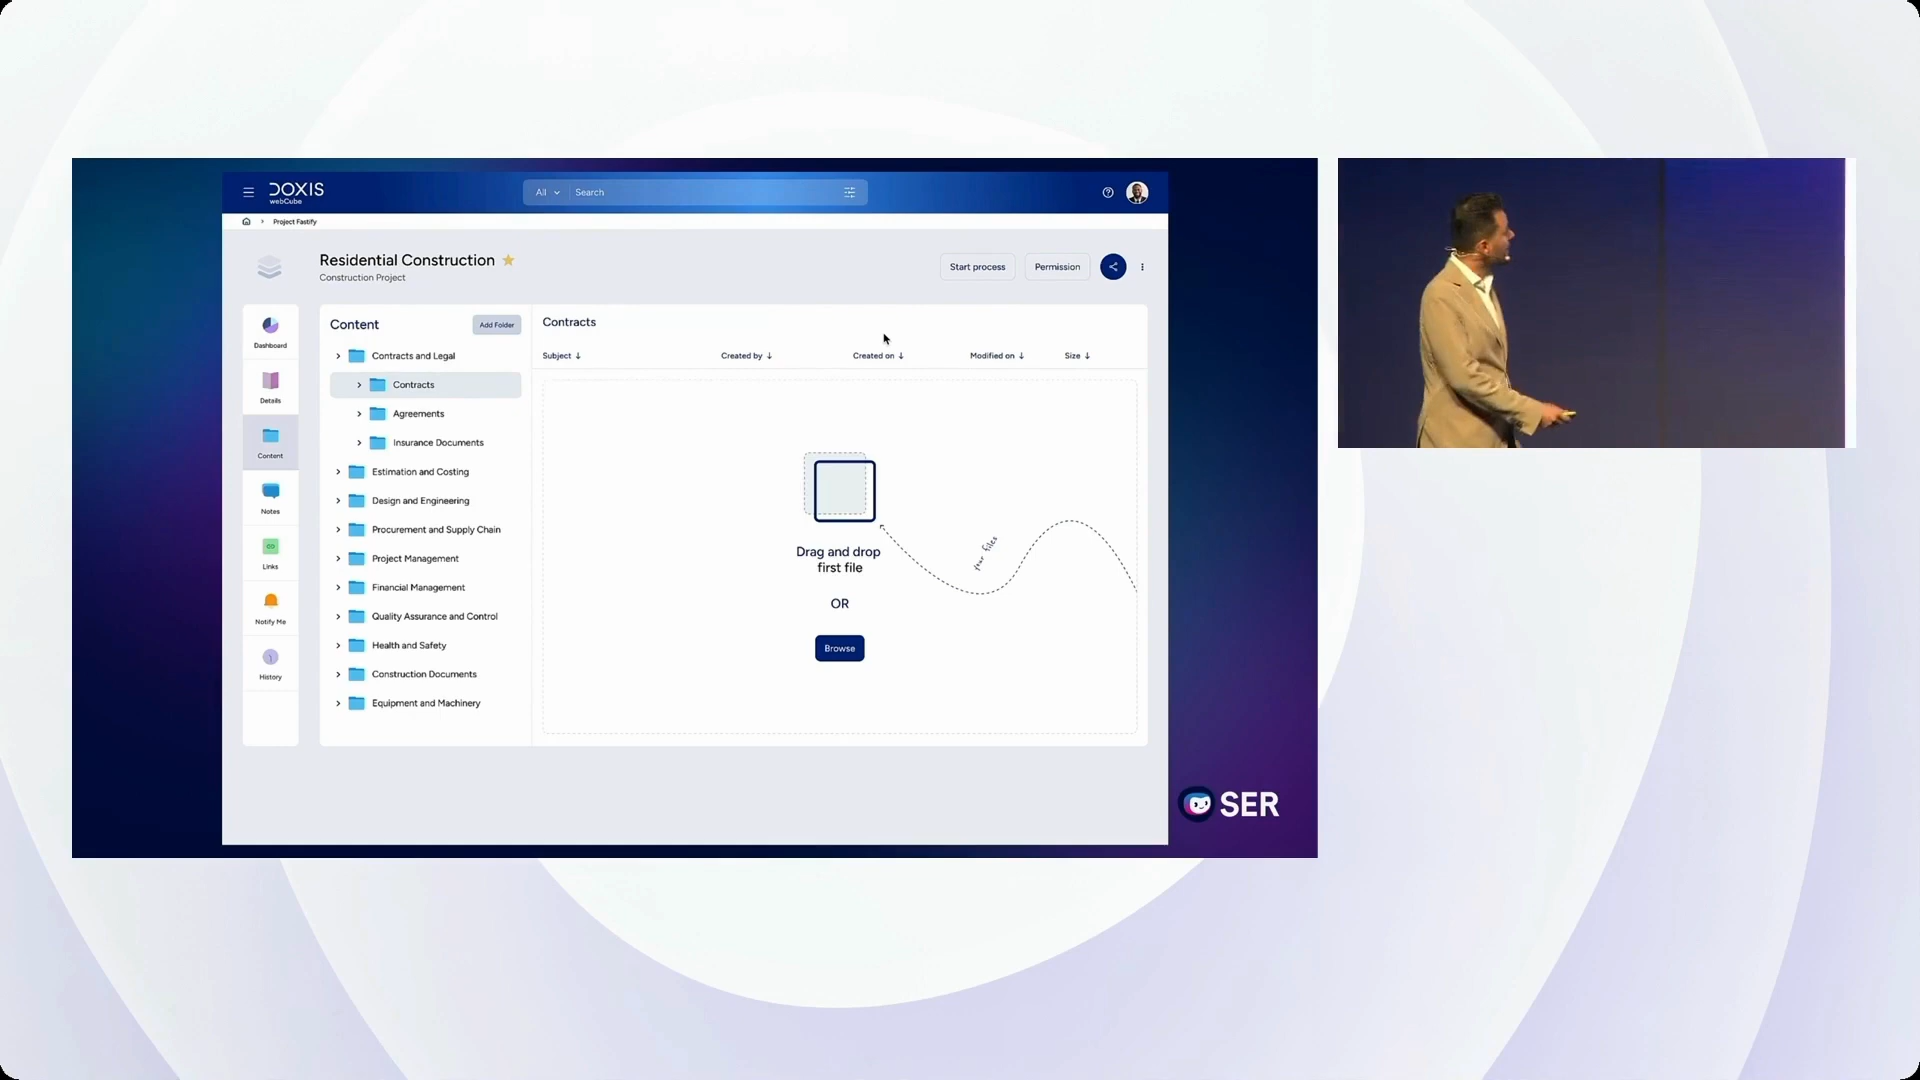 DOXIS
webCube
All
Search
Project Fastify
Residential Construction
Construction Project
Start process
Permission
Dashboard
Details
Content
Notes
Links
Notify Me
History
Content
Add Folder
Contracts and Legal
Contracts
Agreements
Insurance Documents
Estimation and Costing
Design and Engineering
Procurement and Supply Chain
Project Management
Financial Management
Quality Assurance and Control
Health and Safety
Construction Documents
Equipment and Machinery
Contracts
Subject
Created by
Created on
Modified on
Size
Drag and drop
first file
OR
Browse
Your files
SER